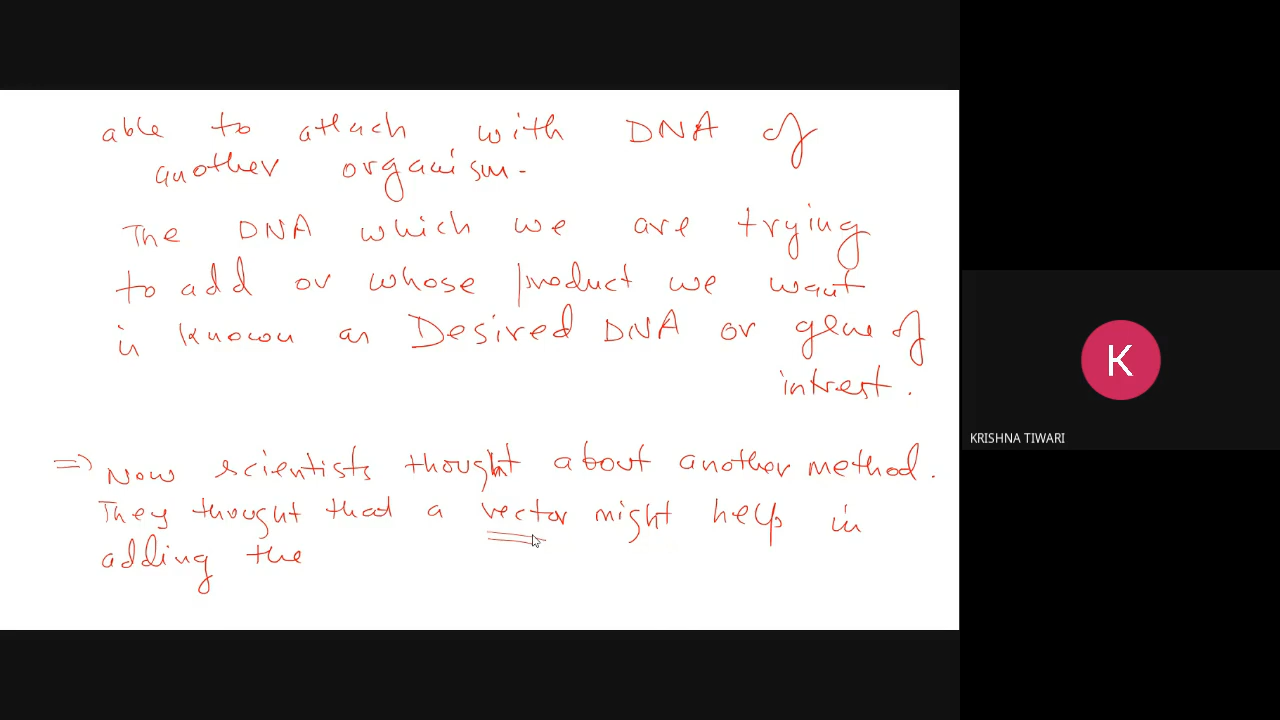 able to attach with DNA of
another organism.
The DNA which we are trying
to add or whose product we want
is known as Desired DNA or gene of
intrest.
=> Now scientists thought about another method.
They thought that a vector might help in
adding the
K
KRISHNA TIWARI